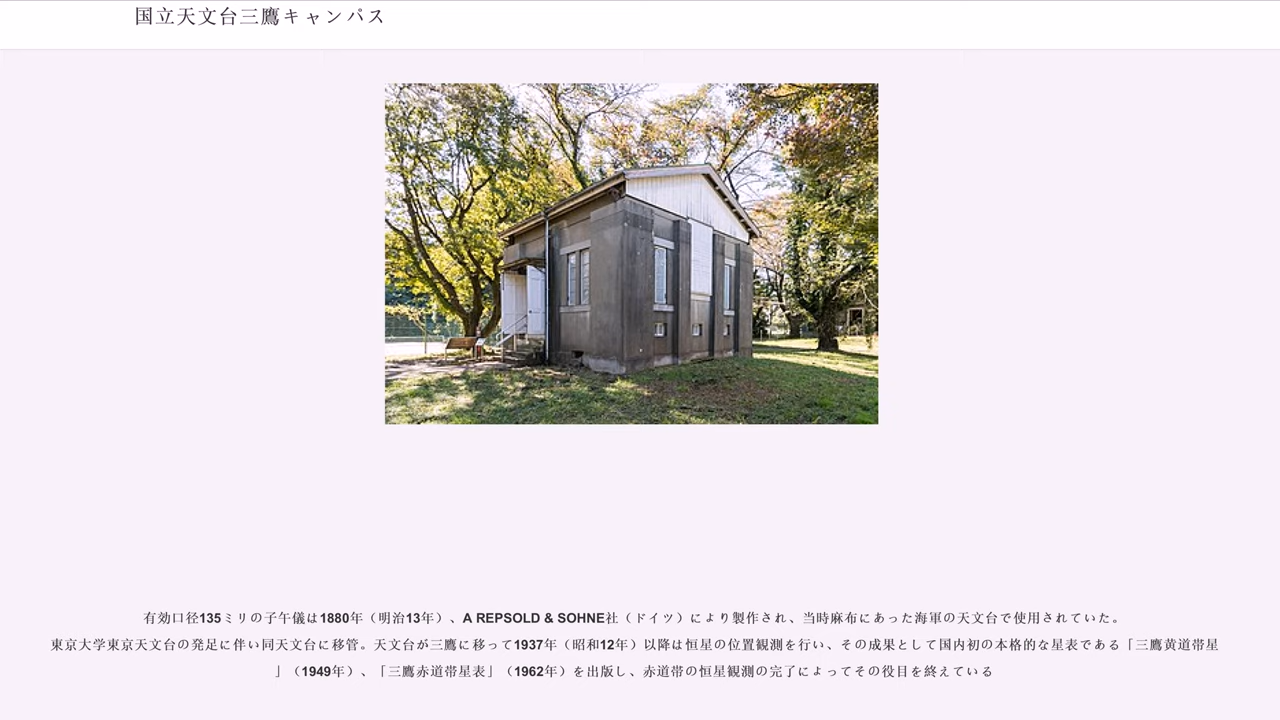 国立天文台三鷹キャンパス
有効口径135ミリの子午儀は1880年（明治13年）、A REPSOLD & SOHNE社（ドイツ）により製作され、当時麻布にあった海軍の天文台で使用されていた。
東京大学東京天文台の発足に伴い同天文台に移管。天文台が三鷹に移って1937年（昭和12年）以降は恒星の位置観測を行い、その成果として国内初の本格的な星表である「三鷹黄道帯星
」（1949年）、「三鷹赤道帯星表」（1962年）を出版し、赤道帯の恒星観測の完了によってその役目を終えている